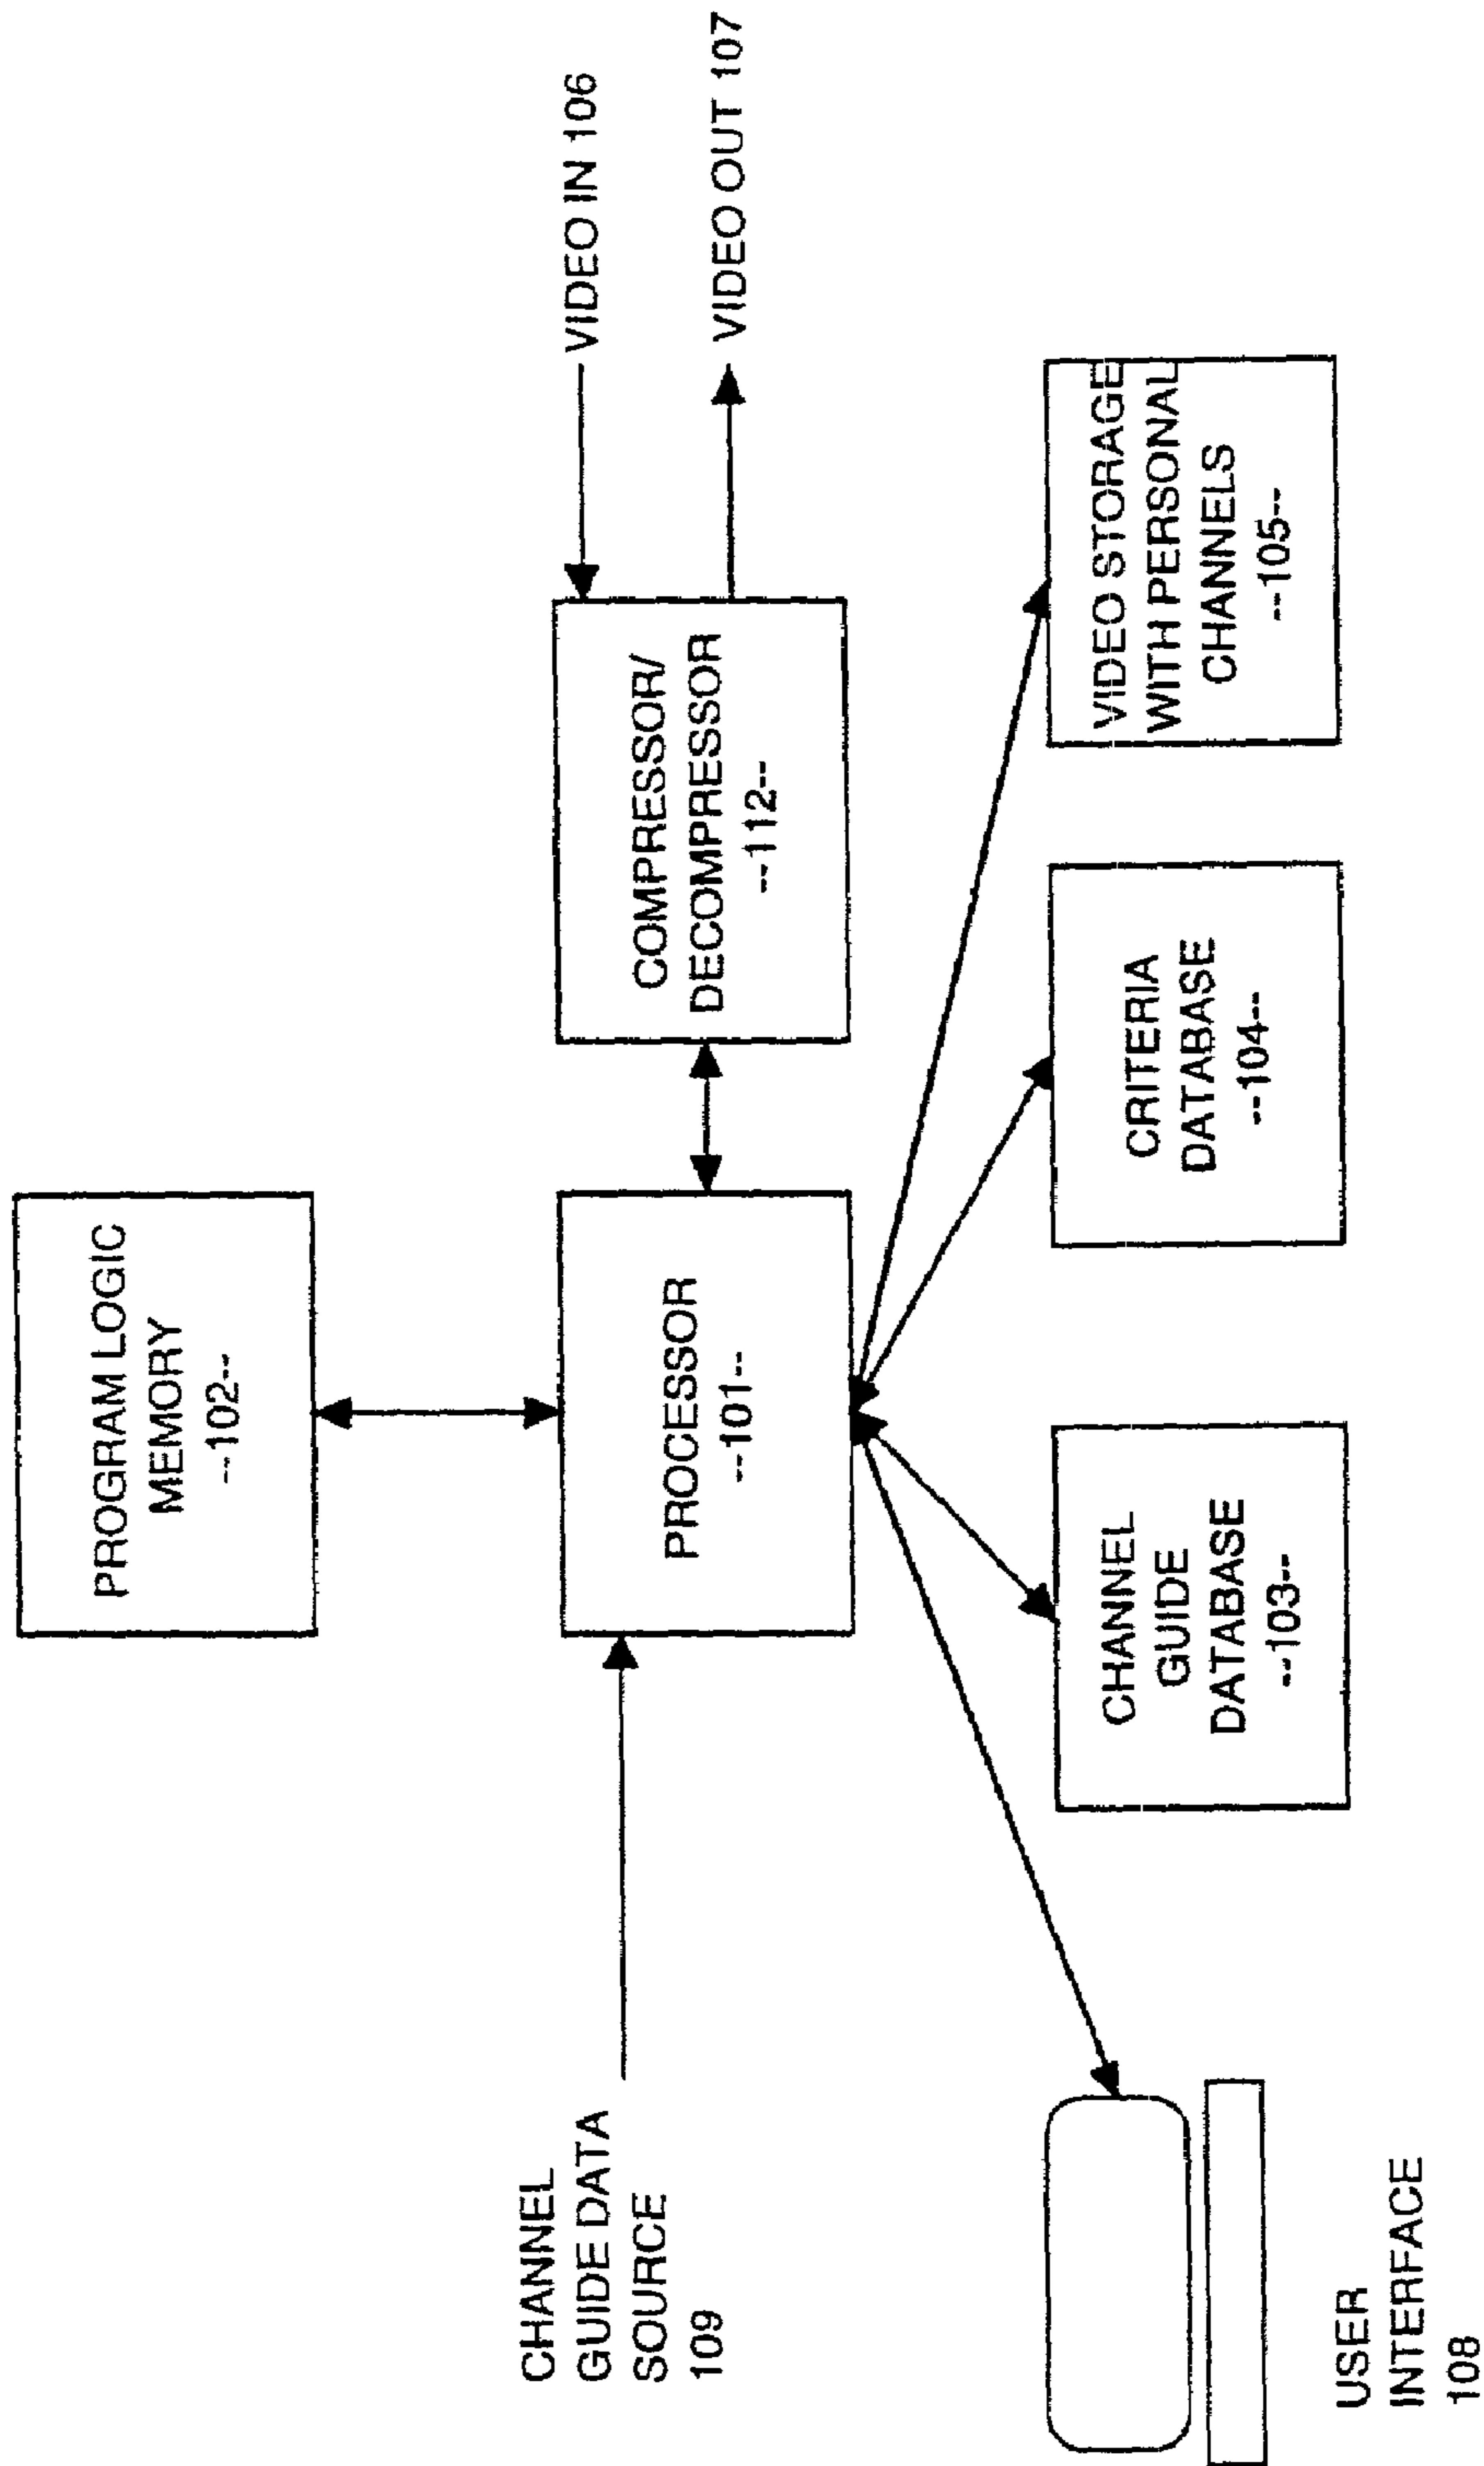 PROGRAM LOGIC
MEMORY
--102--
CHANNEL
GUIDE DATA
SOURCE
109
PROCESSOR
--101--
COMPRESSOR/
DECOMPRESSOR
--112--
VIDEO IN 106
VIDEO OUT 107
USER
INTERFACE
108
CHANNEL
GUIDE
DATABASE
--103--
CRITERIA
DATABASE
--104--
VIDEO STORAGE
WITH PERSONAL
CHANNELS
--105--